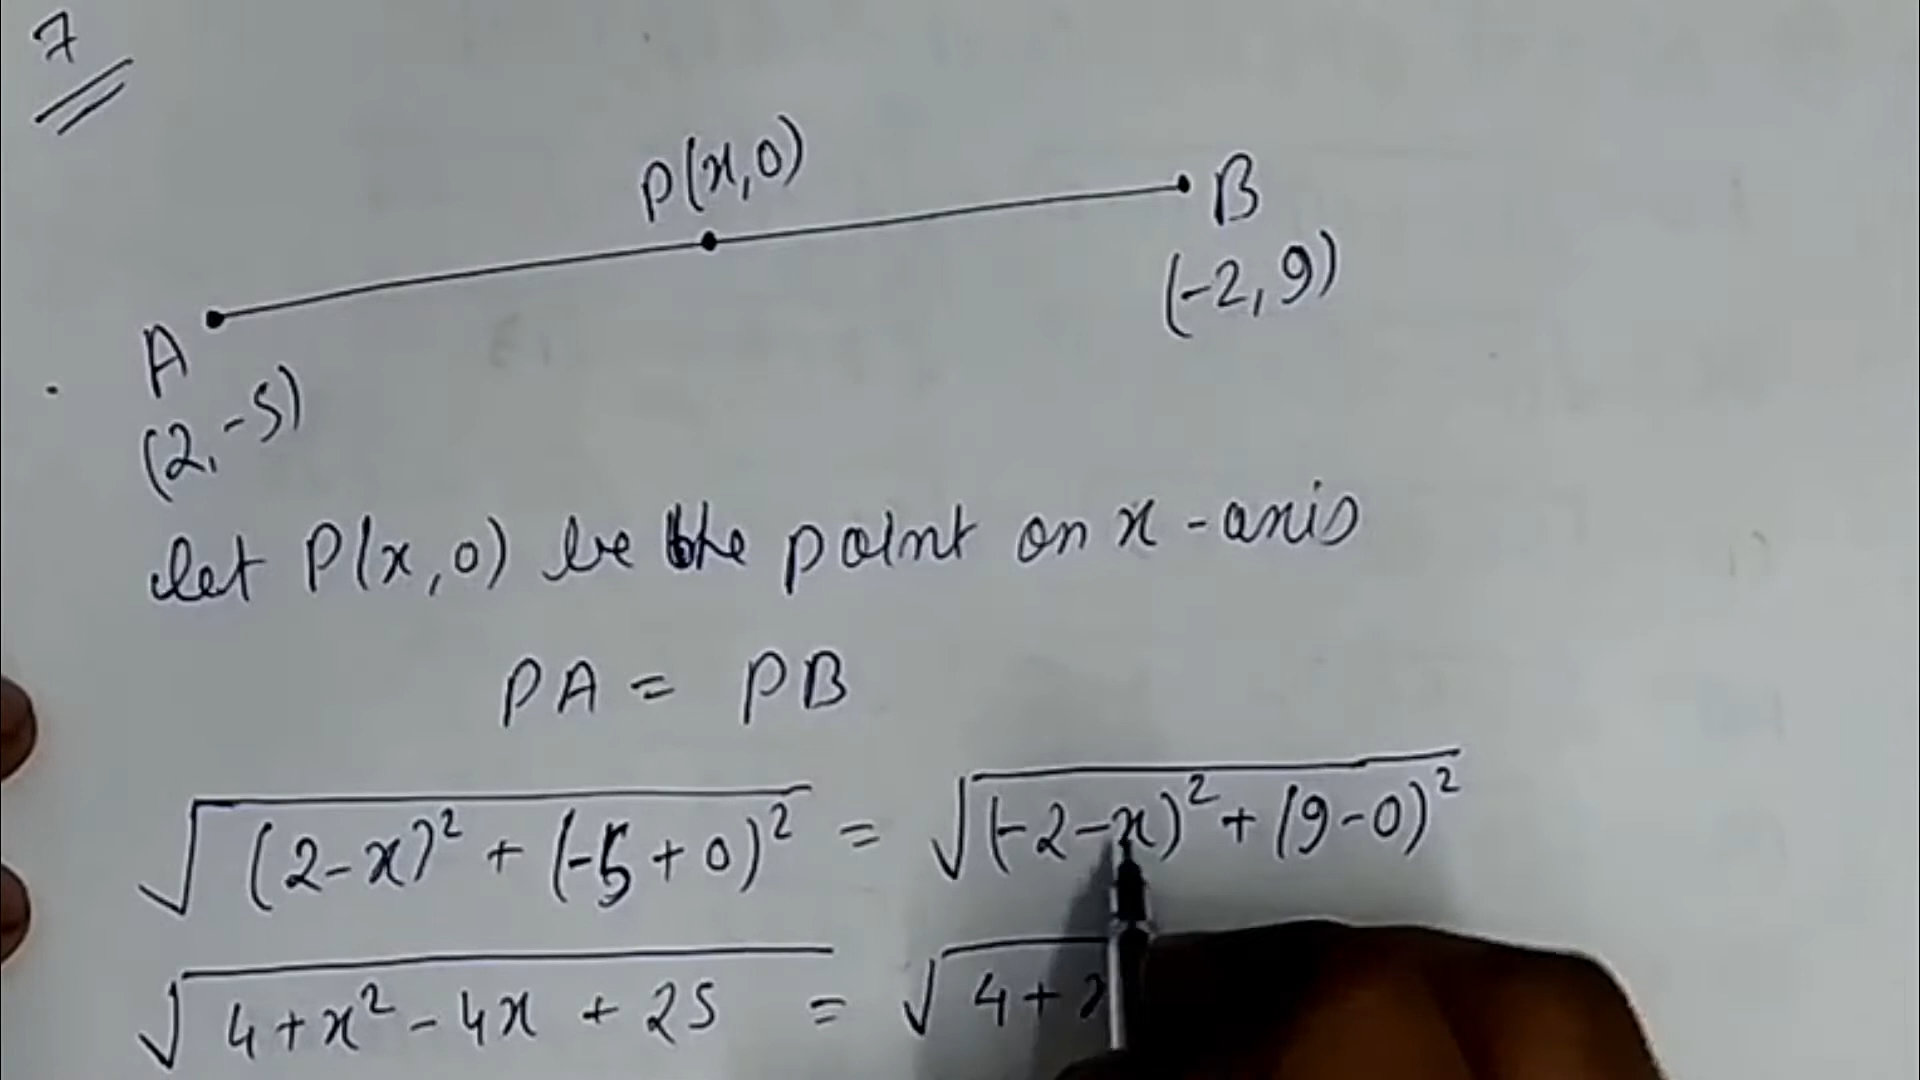 7
P(x,0)
B
(-2,9)
A
(2,-5)
let P(x,0) be the point on x-axis
PA = PB
√(2-x)² + (-5+0)² = √(-2-x)² + (9-0)²
√4+x²-4x + 25 = √4+